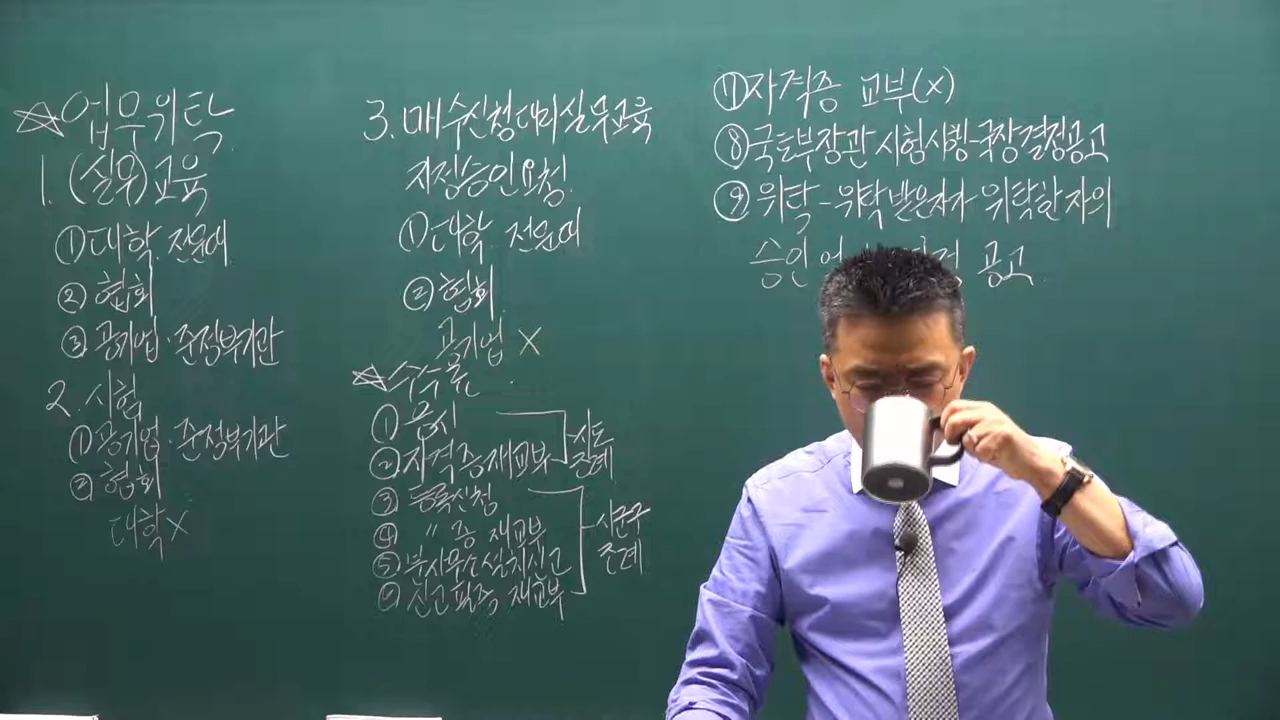 ☆업무위탁
1. (실무)교육
①대학. 전문대
② 협회
③ 공기업·준정부기관
2. 시험
① 공기업·준정부기관
② 협회
대학 X
3. 매수신청대리실무교육
지정승인요청.
①대학. 전문대
② 협회
공기업 X
☆수수료.
① 응시
② 자격증재교부
시·도
조례
③ 등록신청
④ 〃 증 재교부
⑤ 분사무소설치신고
⑥ 신고필증 재교부
시군구
조례
⑦자격증 교부(X)
⑧국토부장관 시험시행-국장결정공고
⑨ 위탁-위탁받은자가 위탁한자의
승인 공고.